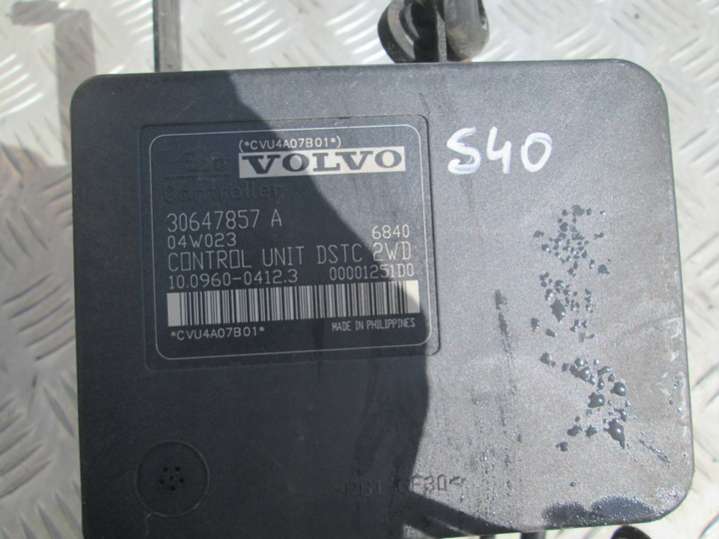 (*CVU4A07B01*)
VOLVO
S40
Controller
30647857 A
04W023 6840
CONTROL UNIT DSTC 2WD
10.0960-0412.3 00001251D0
*CVU4A07B01* MADE IN PHILIPPINES